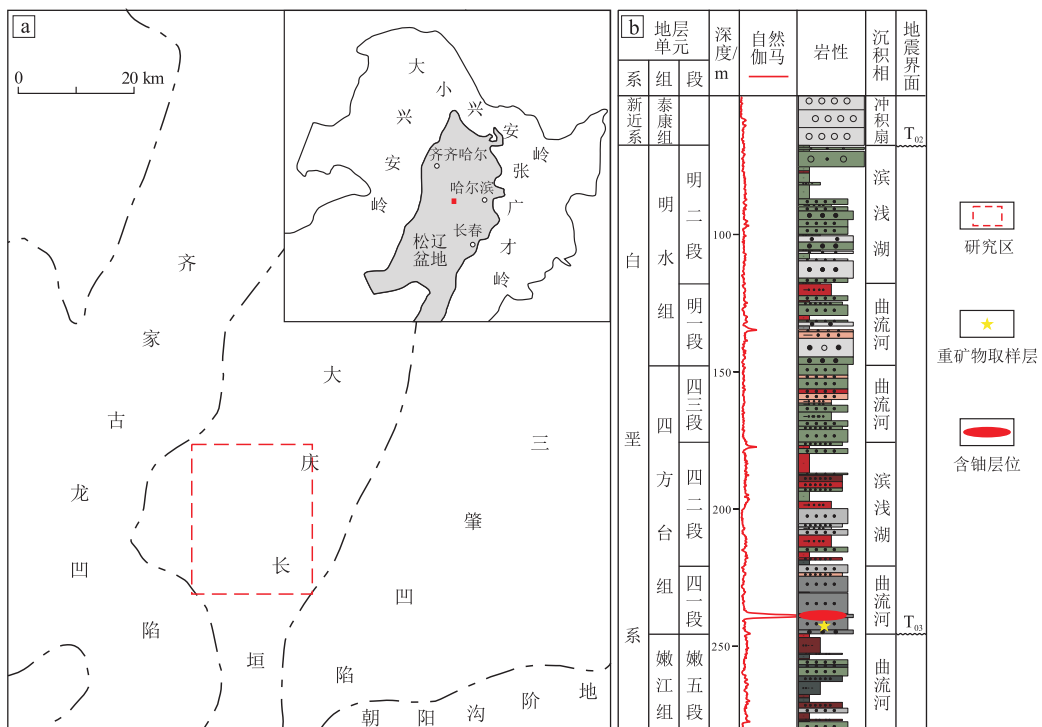 a
0 20 km
大
小
兴
兴
安
安
岭
岭
张
广
才
岭
齐齐哈尔
哈尔滨
长春
松辽
盆地
齐
家
古
龙
凹
陷
大
庆
长
垣
三
肇
凹
陷
朝
阳
沟
阶
地
b
地层
单元
深度/m
自然
伽马
岩性
沉积相
地震界面
系 组 段
新近系
泰康组
冲积扇
T02
白
垩
系
明
水
组
明
二
段
滨
浅
湖
100
明一段
曲流河
150
四
方
台
组
四三段
曲流河
四
二
段
滨
浅
湖
200
四一段
曲流河
T03
250
嫩江组
嫩五段
曲流河
研究区
重矿物取样层
含铀层位